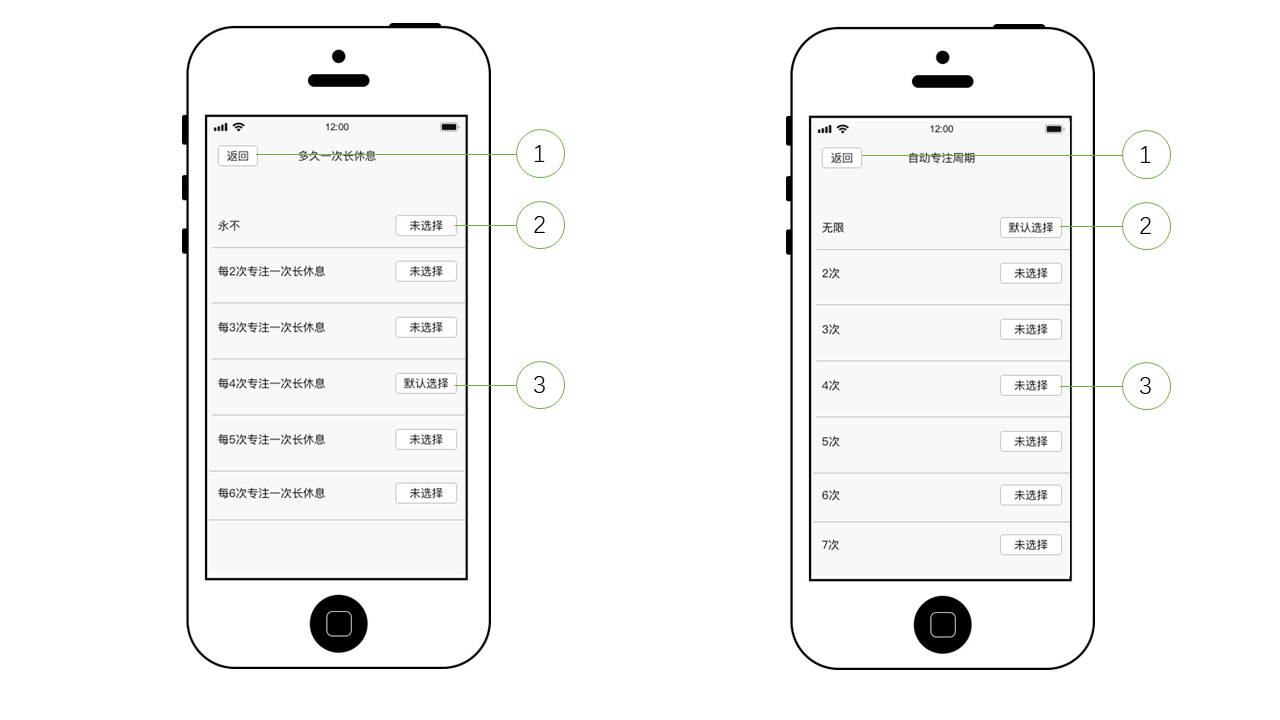 12:00
返回
多久一次长休息
1
永不
未选择
2
每2次专注一次长休息
未选择
每3次专注一次长休息
未选择
每4次专注一次长休息
默认选择
3
每5次专注一次长休息
未选择
每6次专注一次长休息
未选择
12:00
返回
自动专注周期
1
无限
默认选择
2
2次
未选择
3次
未选择
4次
未选择
3
5次
未选择
6次
未选择
7次
未选择